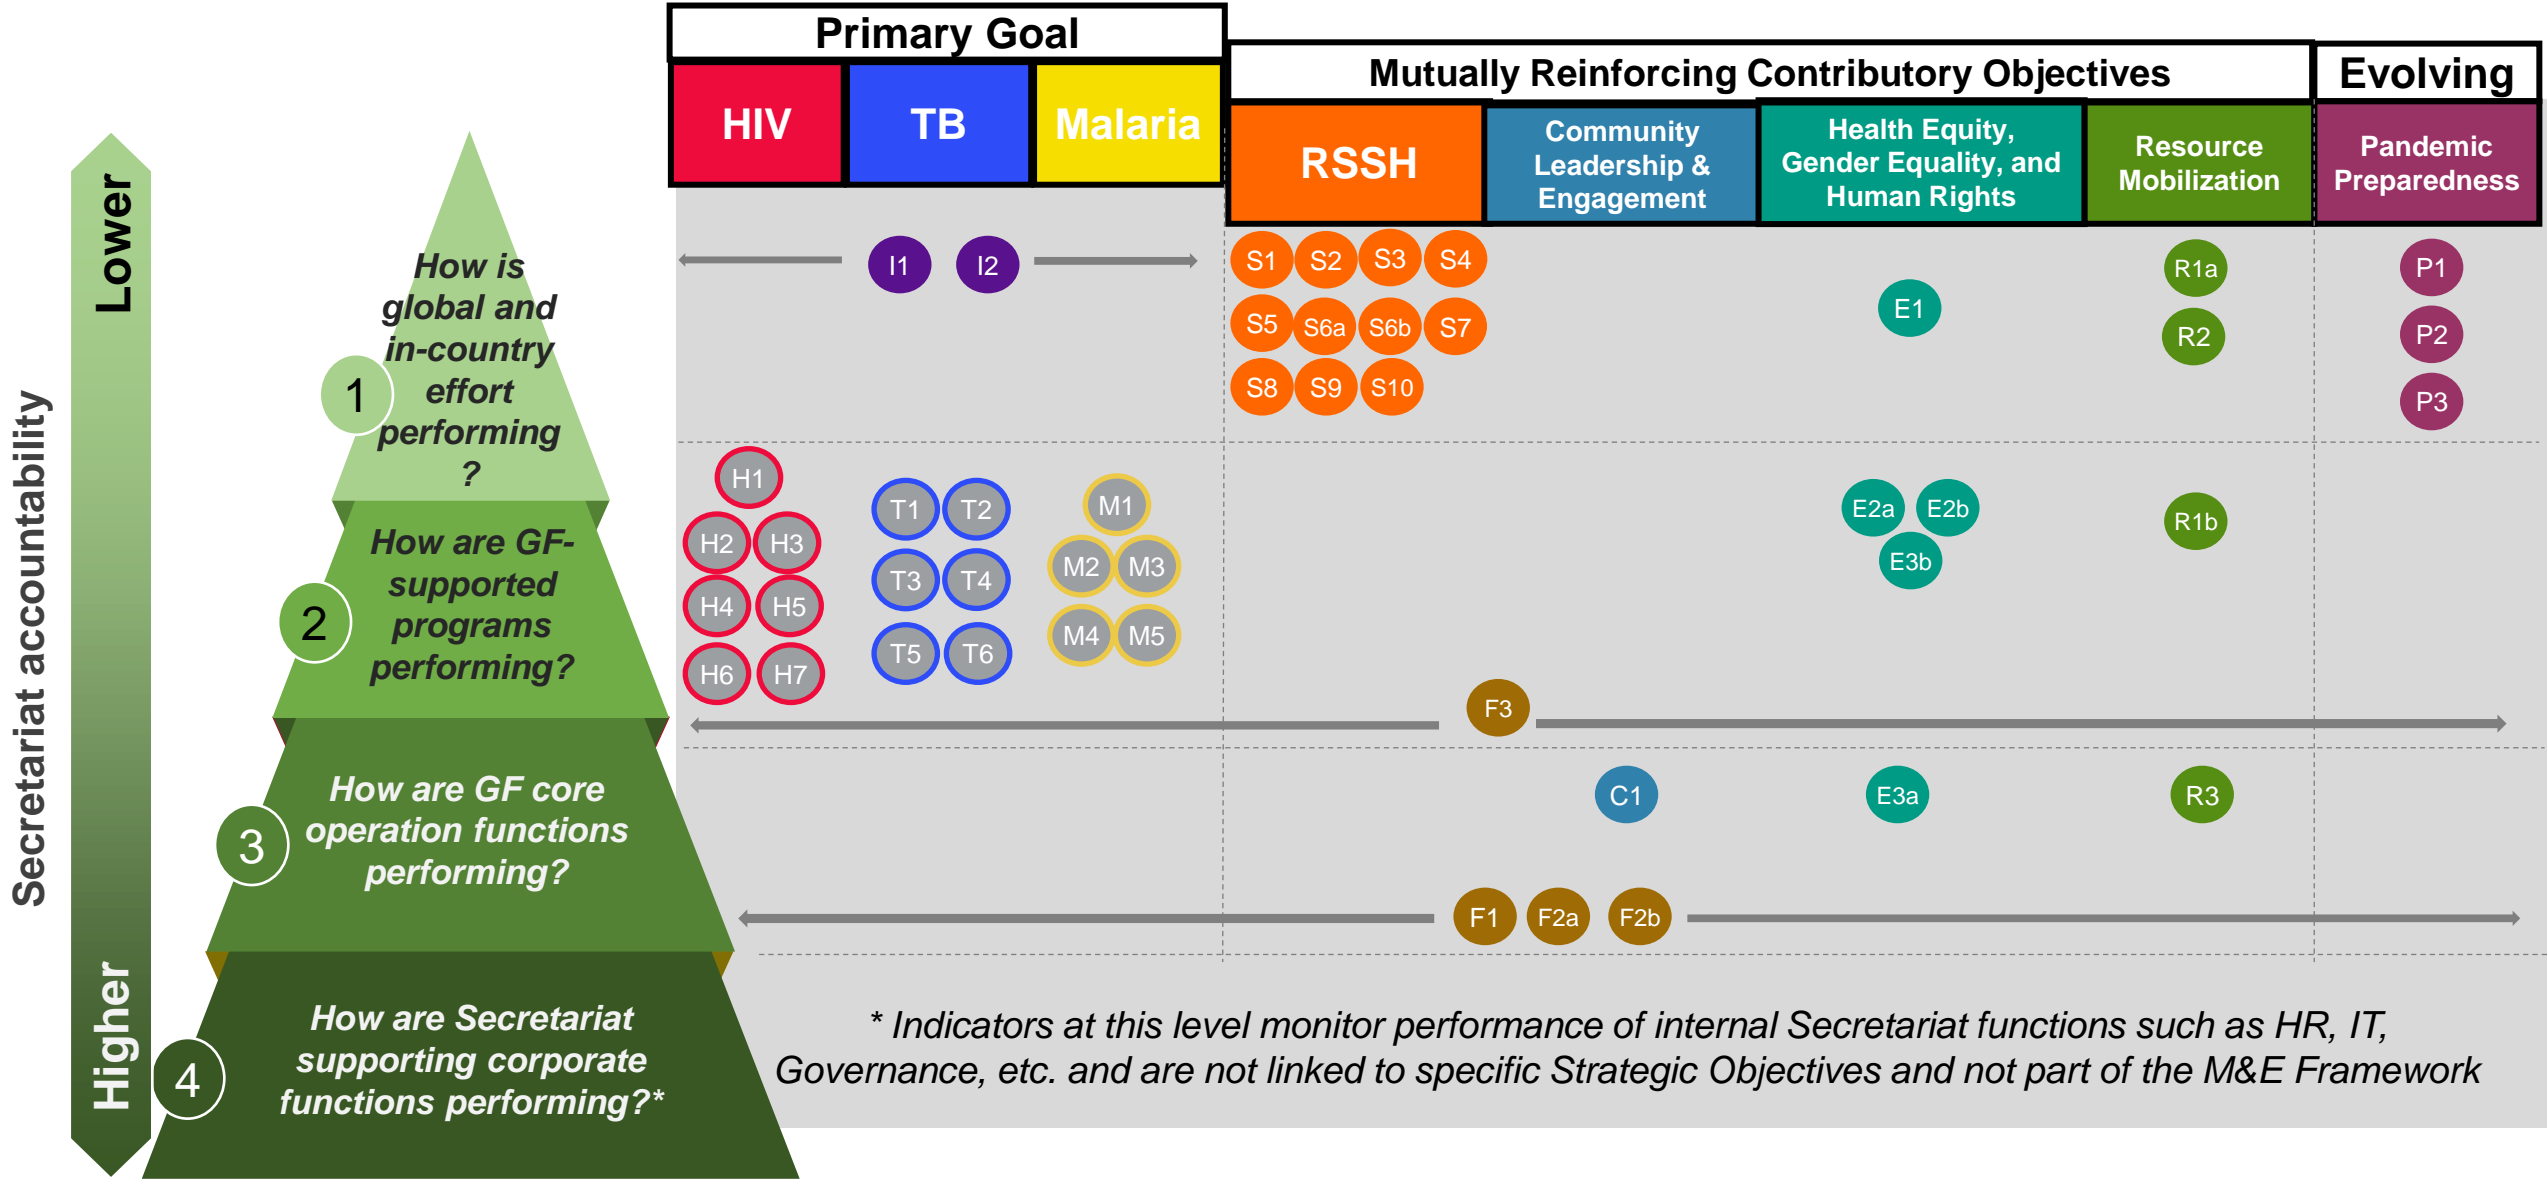 Primary Goal
Mutually Reinforcing Contributory Objectives
Evolving
HIV
TB
Malaria
RSSH
Community
Leadership &
Engagement
Health Equity,
Gender Equality, and
Human Rights
Resource
Mobilization
Pandemic
Preparedness
Secretariat accountability
Lower
Higher
1
How is
global and
in-country
effort
performing
?
I1 I2
S1 S2 S3 S4
S5 S6a S6b S7
S8 S9 S10
E1
R1a
R2
P1
P2
P3
2
How are GF-
supported
programs
performing?
H1
H2 H3
H4 H5
H6 H7
T1 T2
T3 T4
T5 T6
M1
M2 M3
M4 M5
E2a E2b
E3b
R1b
F3
3
How are GF core
operation functions
performing?
C1
E3a
R3
F1 F2a F2b
4
How are Secretariat
supporting corporate
functions performing?*
* Indicators at this level monitor performance of internal Secretariat functions such as HR, IT,
Governance, etc. and are not linked to specific Strategic Objectives and not part of the M&E Framework